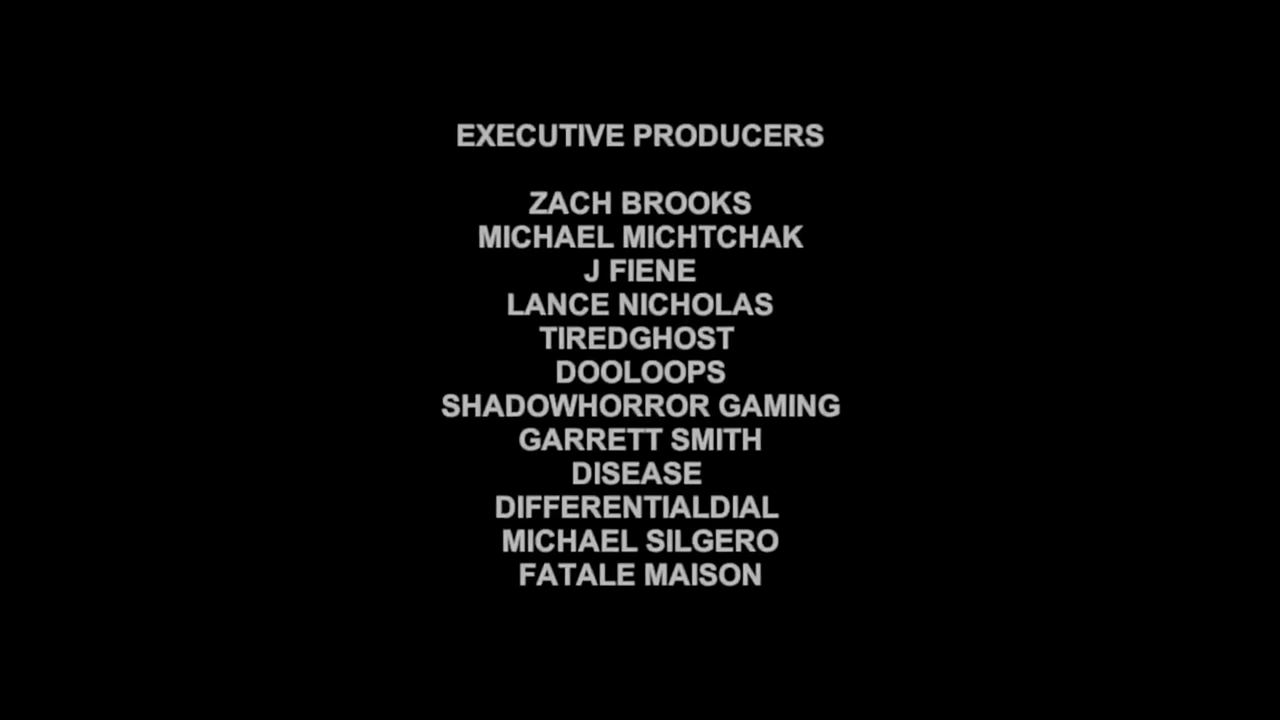 EXECUTIVE PRODUCERS
ZACH BROOKS
MICHAEL MICHTCHAK
J FIENE
LANCE NICHOLAS
TIREDGHOST
DOOLOOPS
SHADOWHORROR GAMING
GARRETT SMITH
DISEASE
DIFFERENTIALDIAL
MICHAEL SILGERO
FATALE MAISON